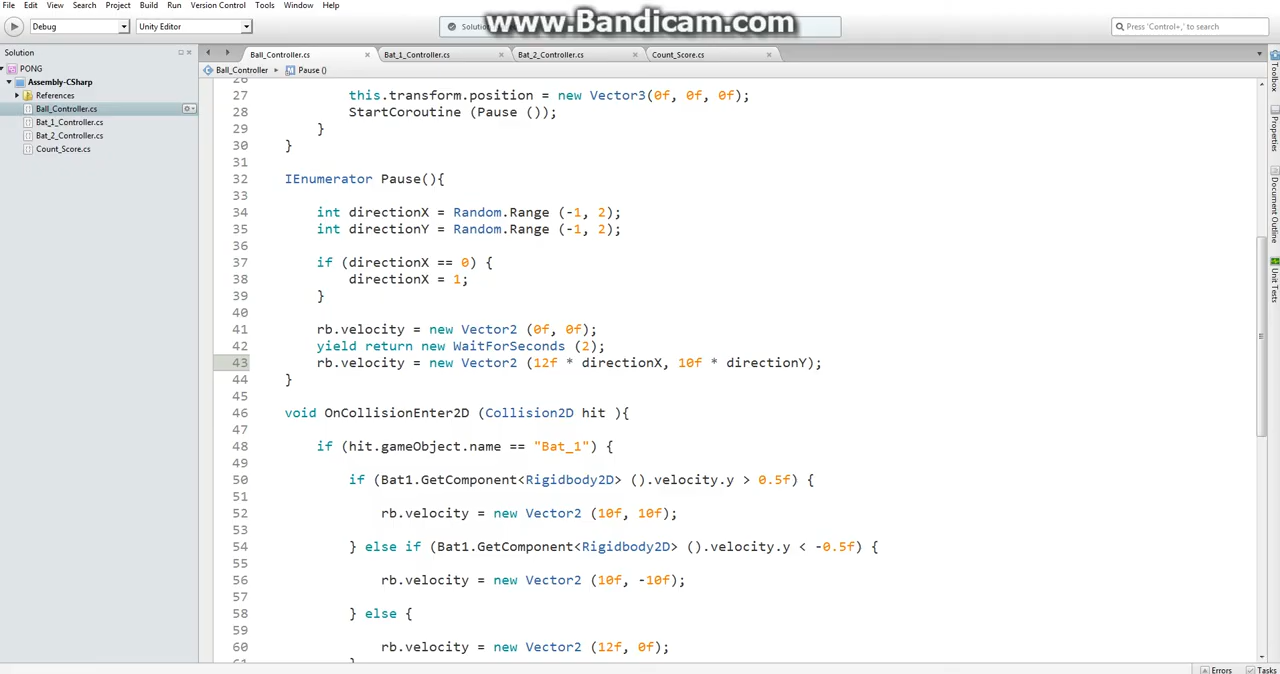 File Edit View Search Project Build Run Version Control Tools Window Help
www.Bandicam.com
Debug Unity Editor Solutio Press 'Control+,' to search
Solution
Ball_Controller.cs Bat_1_Controller.cs Bat_2_Controller.cs Count_Score.cs
PONG
Assembly-CSharp
References
Ball_Controller.cs
Bat_1_Controller.cs
Bat_2_Controller.cs
Count_Score.cs
Ball_Controller Pause ()
26
27 this.transform.position = new Vector3(0f, 0f, 0f);
28 StartCoroutine (Pause ());
29 }
30 }
31
32 IEnumerator Pause(){
33
34 int directionX = Random.Range (-1, 2);
35 int directionY = Random.Range (-1, 2);
36
37 if (directionX == 0) {
38 directionX = 1;
39 }
40
41 rb.velocity = new Vector2 (0f, 0f);
42 yield return new WaitForSeconds (2);
43 rb.velocity = new Vector2 (12f * directionX, 10f * directionY);
44 }
45
46 void OnCollisionEnter2D (Collision2D hit ){
47
48 if (hit.gameObject.name == "Bat_1") {
49
50 if (Bat1.GetComponent<Rigidbody2D> ().velocity.y > 0.5f) {
51
52 rb.velocity = new Vector2 (10f, 10f);
53
54 } else if (Bat1.GetComponent<Rigidbody2D> ().velocity.y < -0.5f) {
55
56 rb.velocity = new Vector2 (10f, -10f);
57
58 } else {
59
60 rb.velocity = new Vector2 (12f, 0f);
61 }
Toolbox
Properties
Document Outline
Unit Tests
Errors Tasks